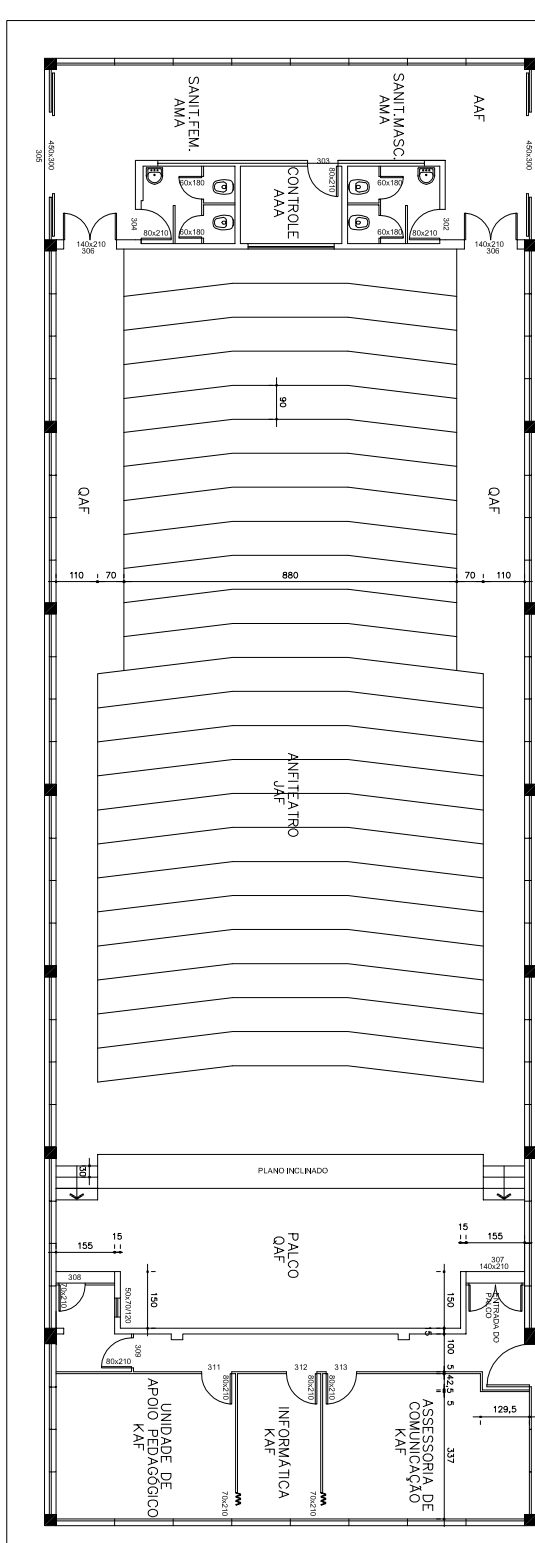 SANIT.FEM.
AMA
SANIT.MASC.
AMA
AAF
450x300
305
450x300
303
80x210
CONTROLE
AAA
60x180
60x180
60x180
60x180
304
80x210
302
80x210
140x210
306
140x210
306
90
QAF
QAF
110
70
880
70
110
ANFITEATRO
JAF
PLANO INCLINADO
30
PALCO
QAF
15
155
15
155
307
140x210
308
70x210
50x70/120
150
150
ENTRADA DO
PALCO
15
100
309
80x210
5
42,5
5
311
80x210
312
80x210
313
80x210
129,5
UNIDADE DE
APOIO PEDAGÓGICO
KAF
INFORMÁTICA
KAF
ASSESSORIA DE
COMUNICAÇÃO
KAF
337
70x210
70x210